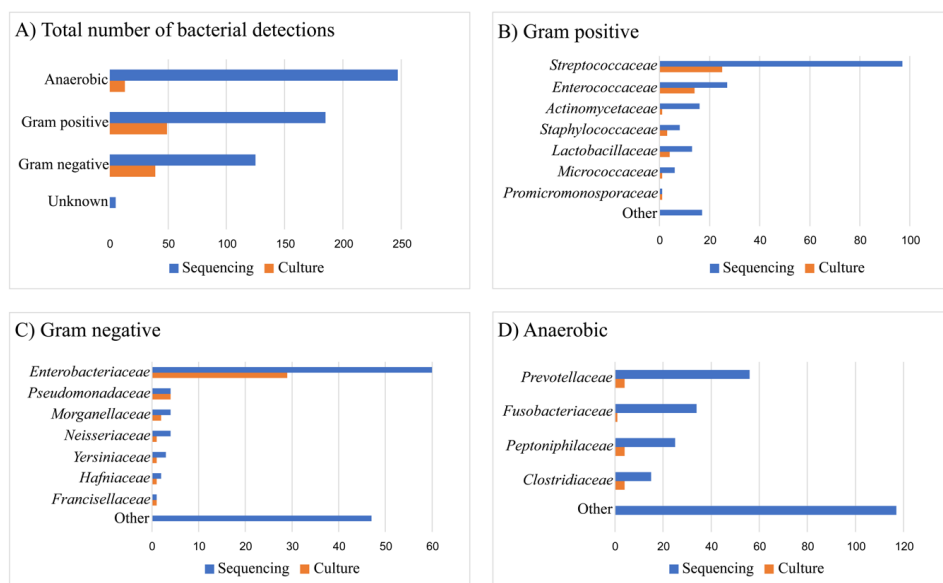 A) Total number of bacterial detections
Anaerobic
Gram positive
Gram negative
Unknown
0 50 100 150 200 250
Sequencing Culture
B) Gram positive
Streptococcaceae
Enterococcaceae
Actinomycetaceae
Staphylococcaceae
Lactobacillaceae
Micrococcaceae
Promicromonosporaceae
Other
0 20 40 60 80 100
Sequencing Culture
C) Gram negative
Enterobacteriaceae
Pseudomonadaceae
Morganellaceae
Neisseriaceae
Yersiniaceae
Hafniaceae
Francisellaceae
Other
0 10 20 30 40 50 60
Sequencing Culture
D) Anaerobic
Prevotellaceae
Fusobacteriaceae
Peptoniphilaceae
Clostridiaceae
Other
0 20 40 60 80 100 120
Sequencing Culture